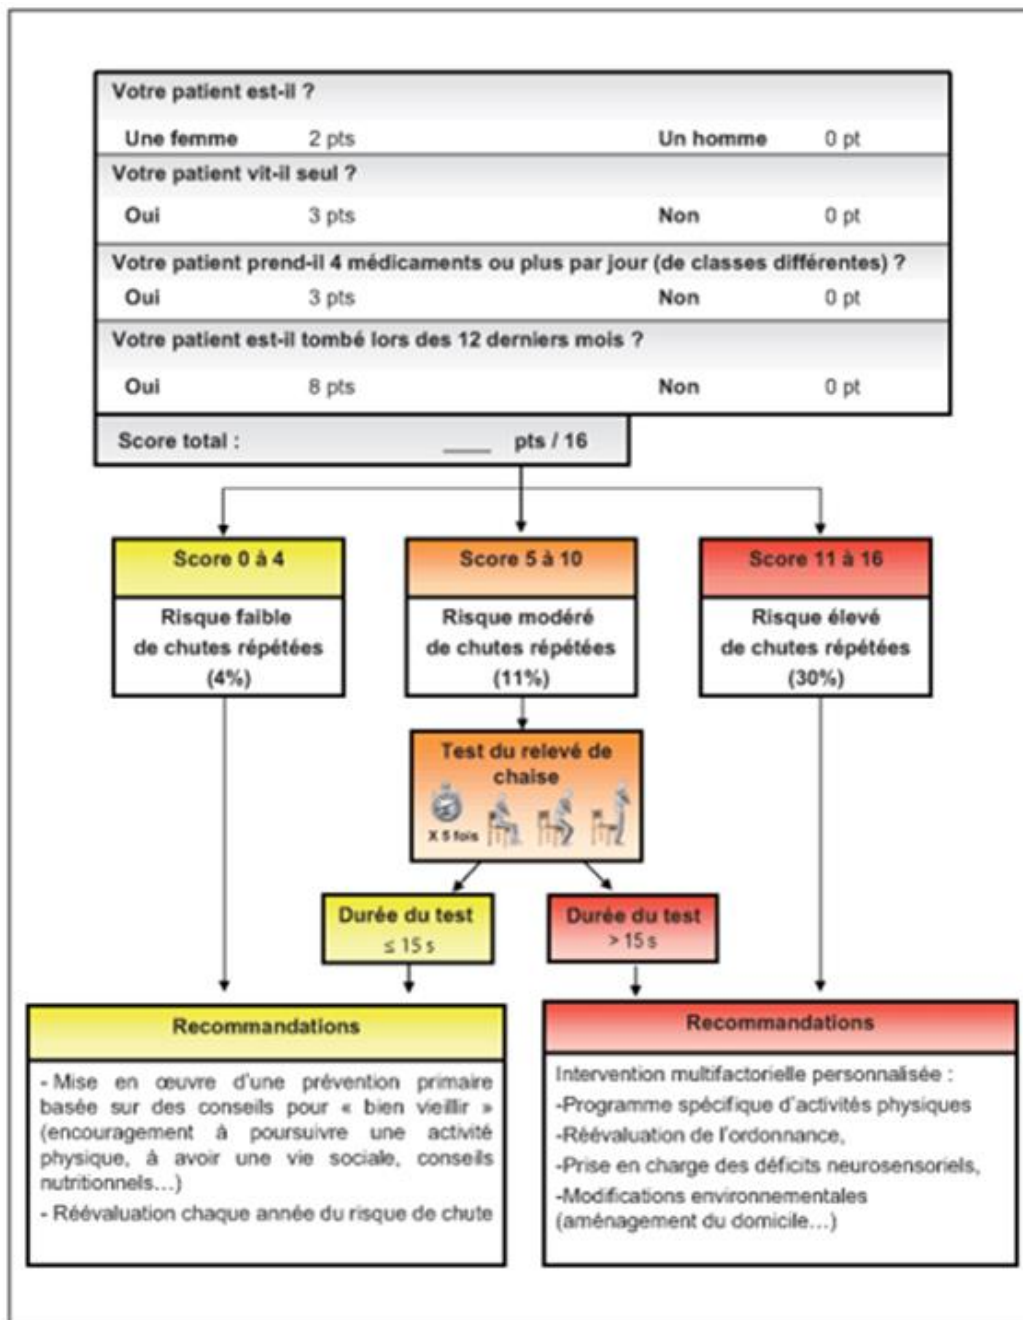 Votre patient est-il ?
Une femme 2 pts Un homme 0 pt
Votre patient vit-il seul ?
Oui 3 pts Non 0 pt
Votre patient prend-il 4 médicaments ou plus par jour (de classes différentes) ?
Oui 3 pts Non 0 pt
Votre patient est-il tombé lors des 12 derniers mois ?
Oui 8 pts Non 0 pt
Score total : ____ pts / 16
Score 0 à 4
Risque faible
de chutes répétées
(4%)
Score 5 à 10
Risque modéré
de chutes répétées
(11%)
Score 11 à 16
Risque élevé
de chutes répétées
(30%)
Test du relevé de
chaise
X 5 fois
Durée du test
≤ 15 s
Durée du test
> 15 s
Recommandations
- Mise en œuvre d'une prévention primaire
basée sur des conseils pour « bien vieillir »
(encouragement à poursuivre une activité
physique, à avoir une vie sociale, conseils
nutritionnels...)
- Réévaluation chaque année du risque de chute
Recommandations
Intervention multifactorielle personnalisée :
-Programme spécifique d'activités physiques
-Réévaluation de l'ordonnance,
-Prise en charge des déficits neurosensoriels,
-Modifications environnementales
(aménagement du domicile...)